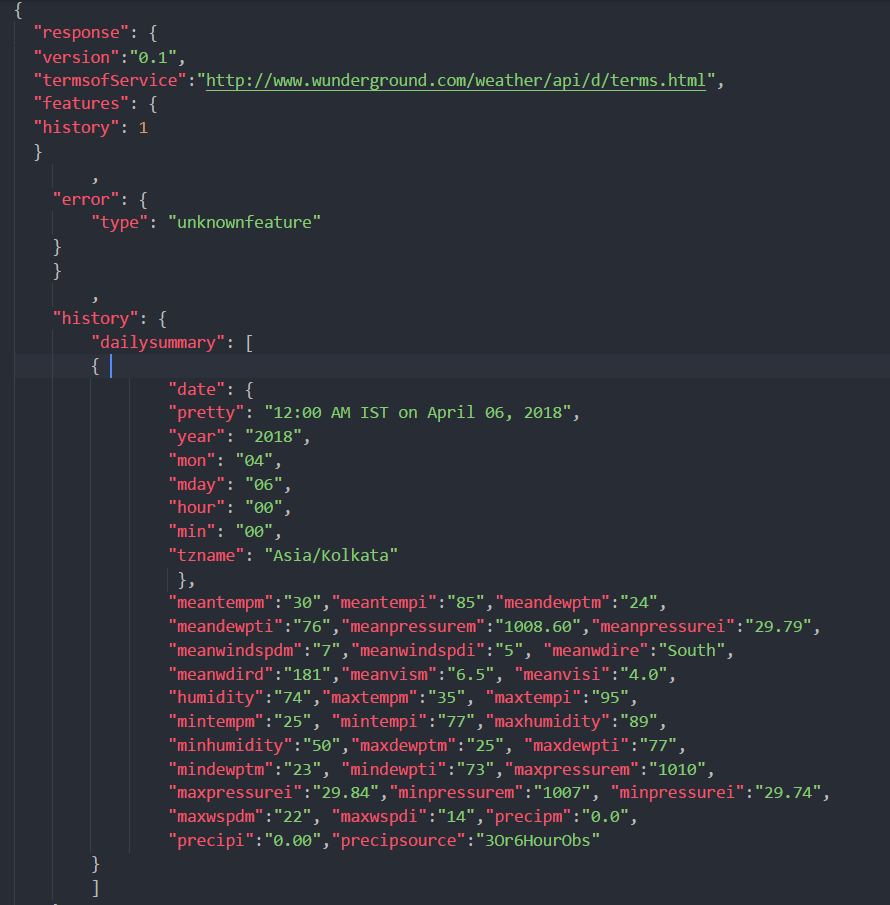 {
"response": {
"version":"0.1",
"termsofService":"http://www.wunderground.com/weather/api/d/terms.html",
"features": {
"history": 1
}
,
"error": {
"type": "unknownfeature"
}
}
,
"history": {
"dailysummary": [
{
"date": {
"pretty": "12:00 AM IST on April 06, 2018",
"year": "2018",
"mon": "04",
"mday": "06",
"hour": "00",
"min": "00",
"tzname": "Asia/Kolkata"
},
"meantempm":"30","meantempi":"85","meandewptm":"24",
"meandewpti":"76","meanpressurem":"1008.60","meanpressurei":"29.79",
"meanwindspdm":"7","meanwindspdi":"5", "meanwdire":"South",
"meanwdird":"181","meanvism":"6.5", "meanvisi":"4.0",
"humidity":"74","maxtempm":"35", "maxtempi":"95",
"mintempm":"25", "mintempi":"77","maxhumidity":"89",
"minhumidity":"50","maxdewptm":"25", "maxdewpti":"77",
"mindewptm":"23", "mindewpti":"73","maxpressurem":"1010",
"maxpressurei":"29.84","minpressurem":"1007", "minpressurei":"29.74",
"maxwspdm":"22", "maxwspdi":"14","precipm":"0.0",
"precipi":"0.00","precipsource":"3Or6HourObs"
}
]